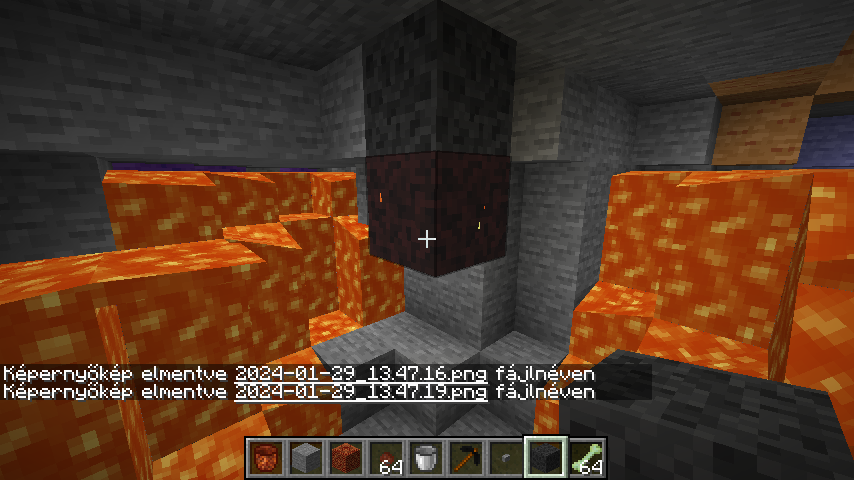 Képernyőkép elmentve 2024-01-29_13.47.16.png fájlnéven
Képernyőkép elmentve 2024-01-29_13.47.19.png fájlnéven
64
64